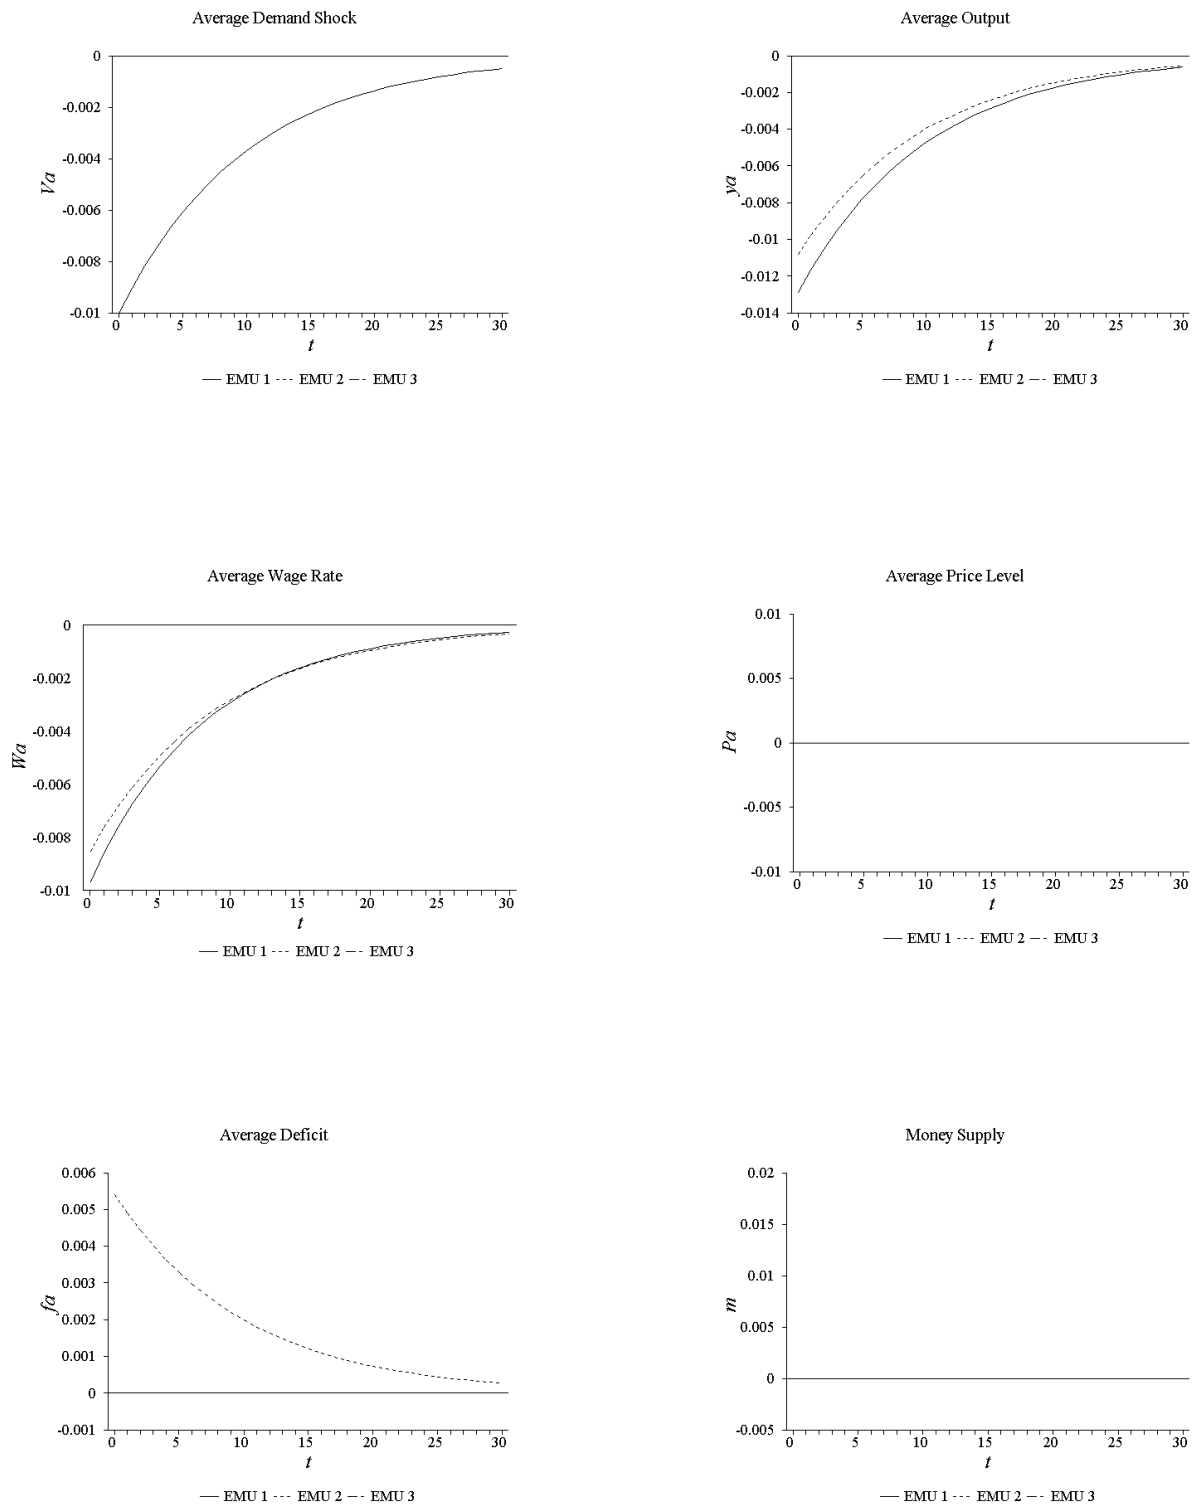 Average Demand Shock
0
-0.002
-0.004
-0.006
-0.008
-0.01
Va
0 5 10 15 20 25 30
t
EMU 1 EMU 2 EMU 3
Average Output
0
-0.002
-0.004
-0.006
-0.008
-0.01
-0.012
-0.014
ya
0 5 10 15 20 25 30
t
EMU 1 EMU 2 EMU 3
Average Wage Rate
0
-0.002
-0.004
-0.006
-0.008
-0.01
Wa
0 5 10 15 20 25 30
t
EMU 1 EMU 2 EMU 3
Average Price Level
0.01
0.005
0
-0.005
-0.01
Pa
0 5 10 15 20 25 30
t
EMU 1 EMU 2 EMU 3
Average Deficit
0.006
0.005
0.004
0.003
0.002
0.001
0
-0.001
fa
0 5 10 15 20 25 30
t
EMU 1 EMU 2 EMU 3
Money Supply
0.02
0.015
0.01
0.005
0
-0.005
m
0 5 10 15 20 25 30
t
EMU 1 EMU 2 EMU 3